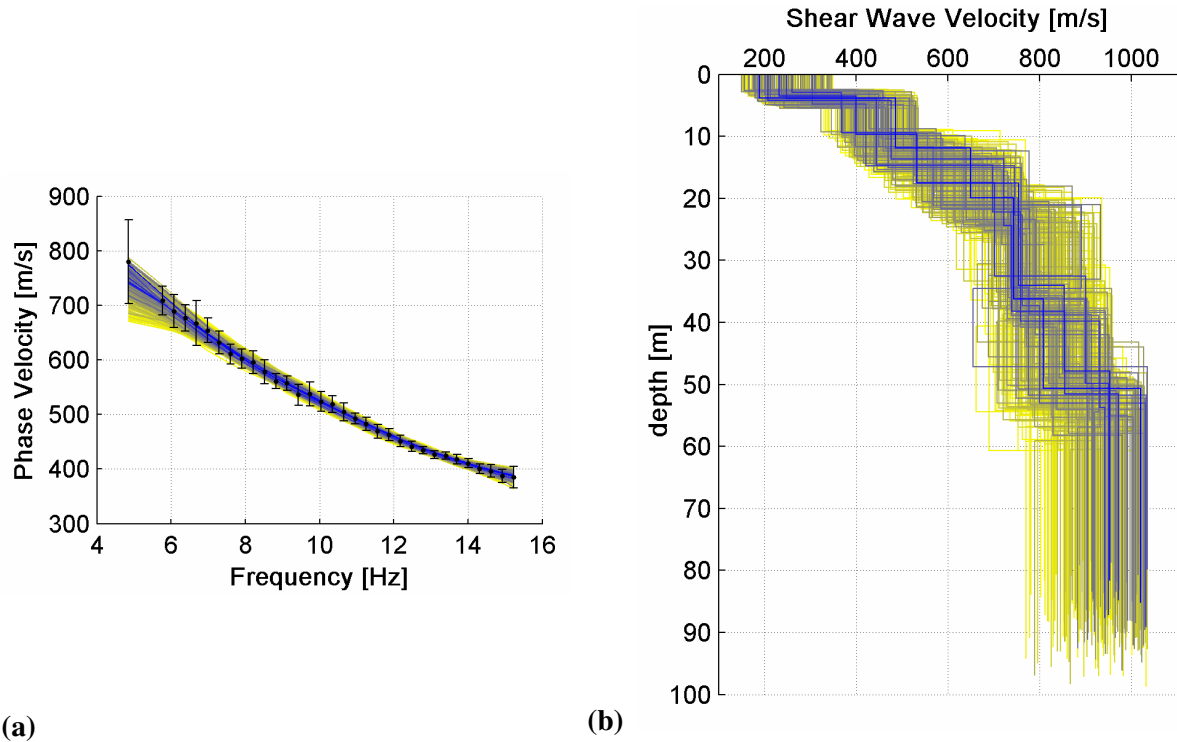 Shear Wave Velocity [m/s]
200 400 600 800 1000
0
10
20
30
40
50
60
70
80
90
100
depth [m]
(b)
900
800
700
600
500
400
300
Phase Velocity [m/s]
4 6 8 10 12 14 16
Frequency [Hz]
(a)